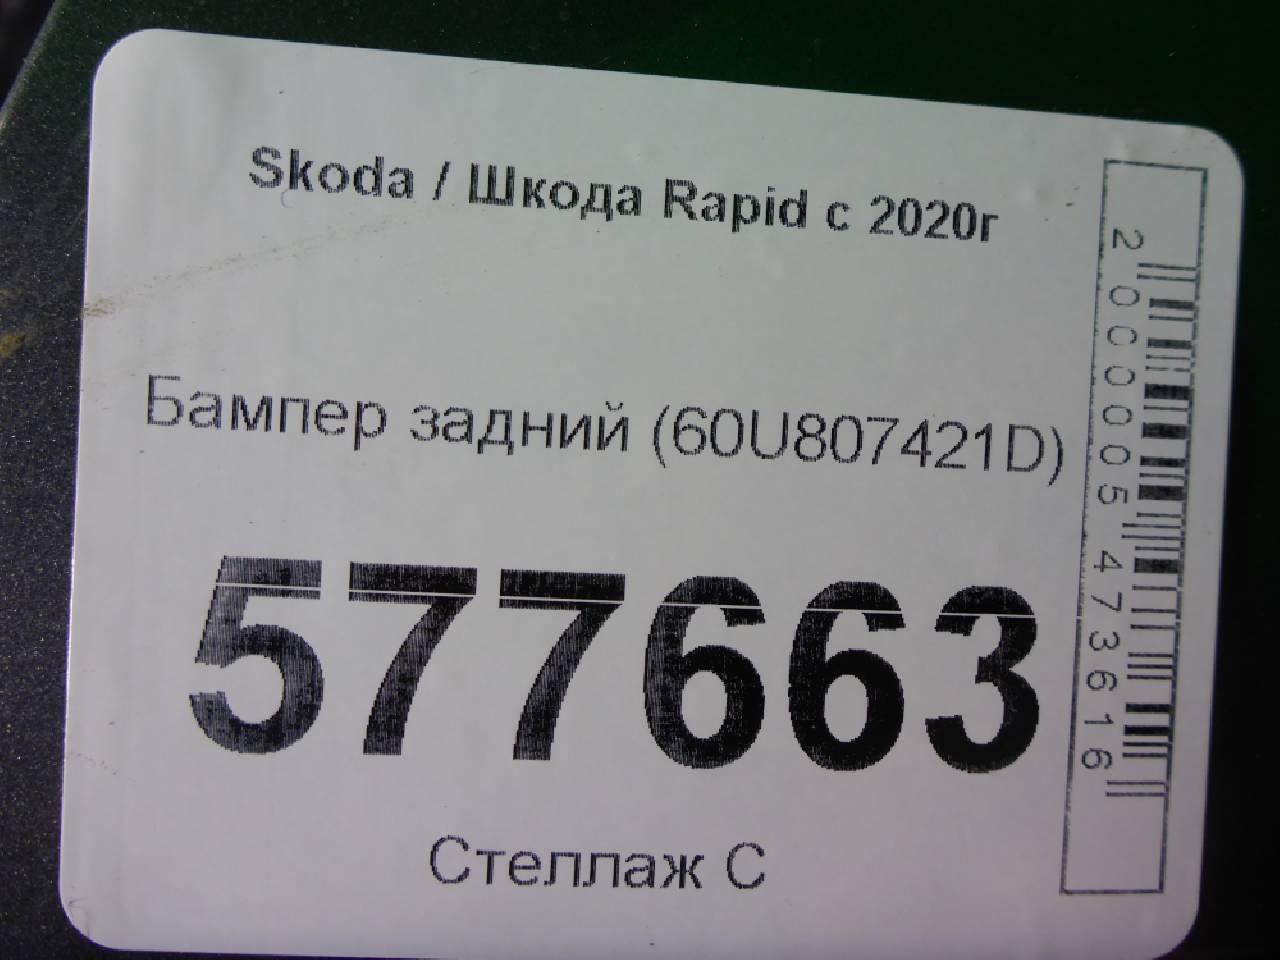 Skoda / Шкода Rapid с 2020г
Бампер задний (60U807421D)
577663
Стеллаж С
2000005473616